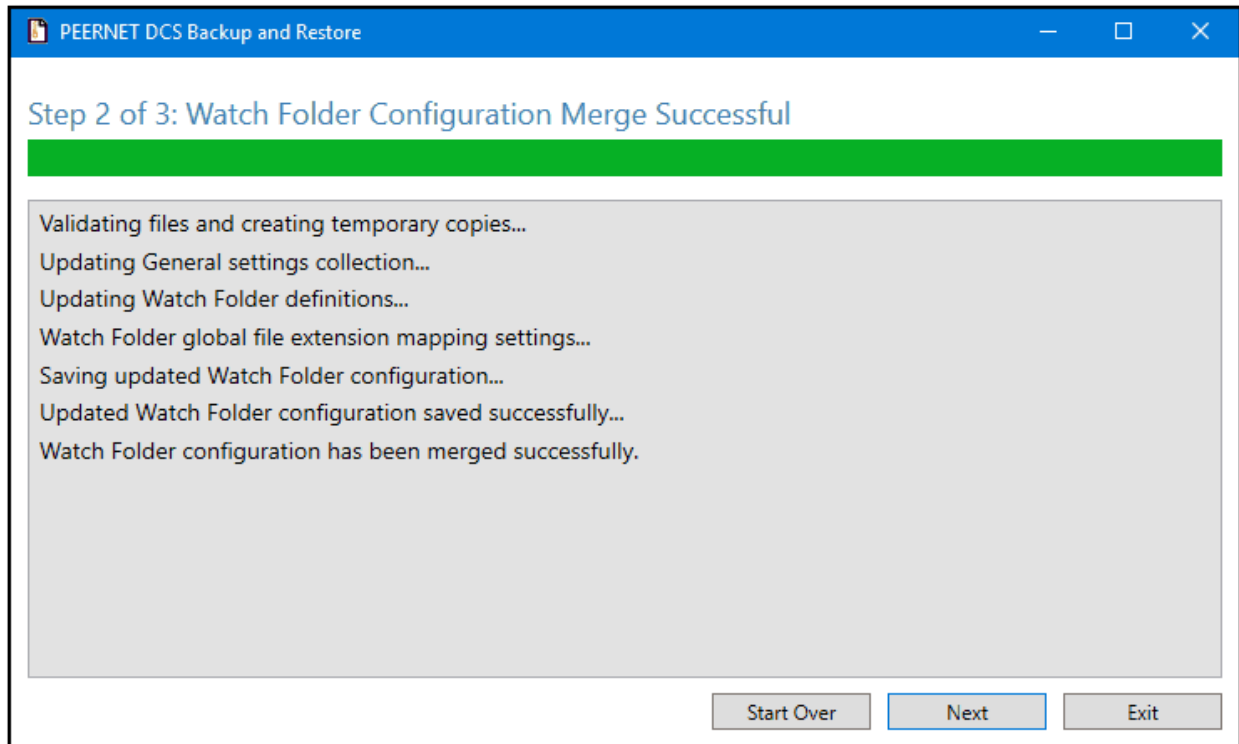 PEERNET DCS Backup and Restore
Step 2 of 3: Watch Folder Configuration Merge Successful
Validating files and creating temporary copies...
Updating General settings collection...
Updating Watch Folder definitions...
Watch Folder global file extension mapping settings...
Saving updated Watch Folder configuration...
Updated Watch Folder configuration saved successfully...
Watch Folder configuration has been merged successfully.
Start Over Next Exit